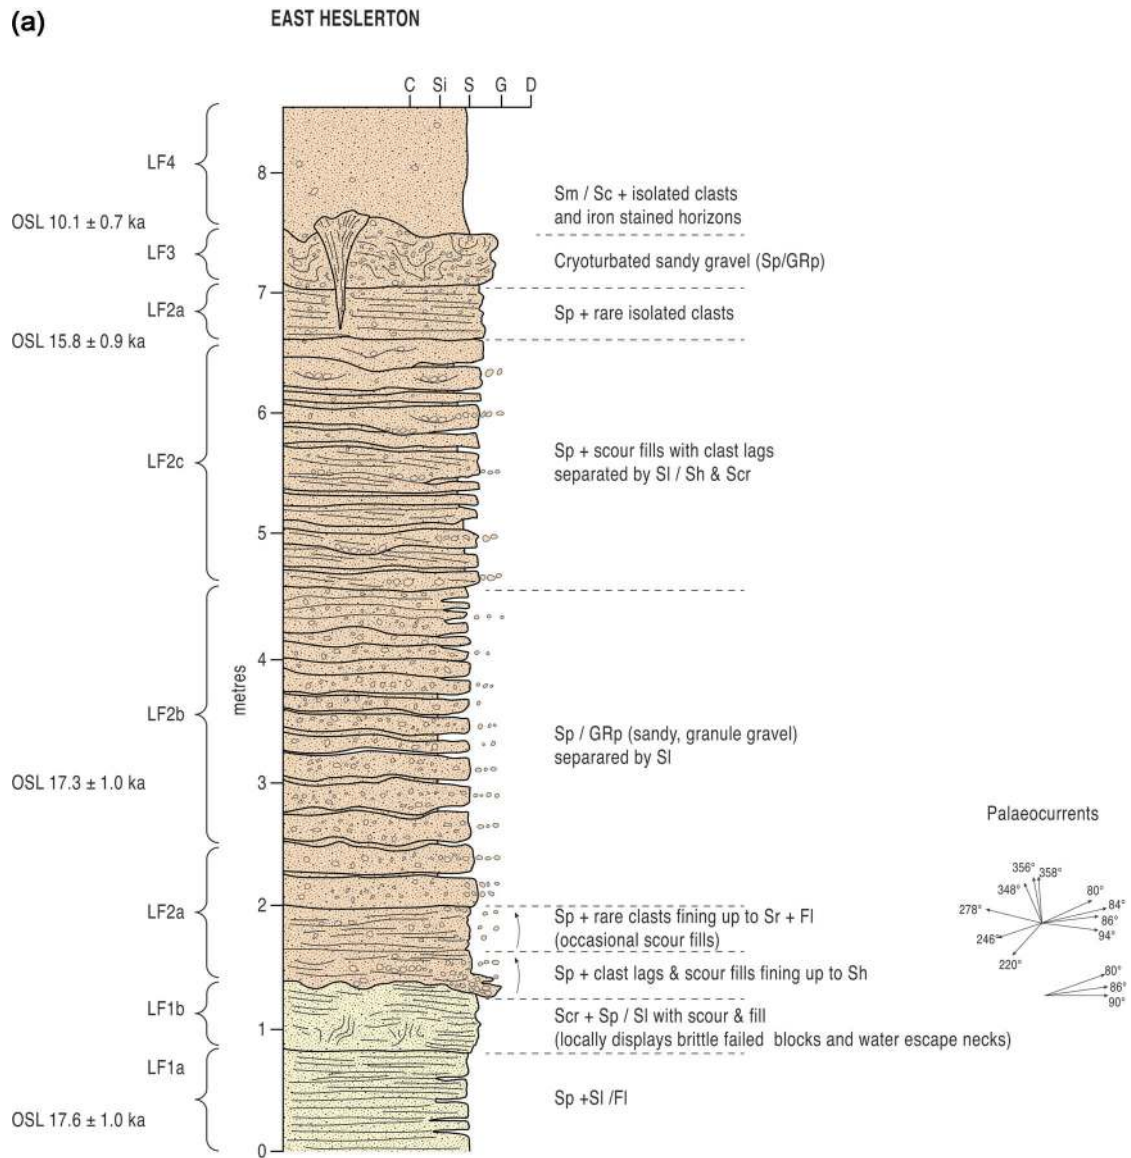 (a)
EAST HESLERTON
C Si S G D
LF4
8
OSL 10.1 ± 0.7 ka
Sm / Sc + isolated clasts
and iron stained horizons
LF3
Cryoturbated sandy gravel (Sp/GRp)
7
LF2a
Sp + rare isolated clasts
OSL 15.8 ± 0.9 ka
6
LF2c
Sp + scour fills with clast lags
separated by Sl / Sh & Scr
5
4
metres
LF2b
Sp / GRp (sandy, granule gravel)
separared by Sl
OSL 17.3 ± 1.0 ka
3
Palaeocurrents
356°
358°
348°
80°
278°
84°
86°
94°
246°
220°
2
LF2a
Sp + rare clasts fining up to Sr + Fl
(occasional scour fills)
Sp + clast lags & scour fills fining up to Sh
80°
86°
90°
LF1b
1
Scr + Sp / Sl with scour & fill
(locally displays brittle failed blocks and water escape necks)
LF1a
Sp +Sl /Fl
OSL 17.6 ± 1.0 ka
0